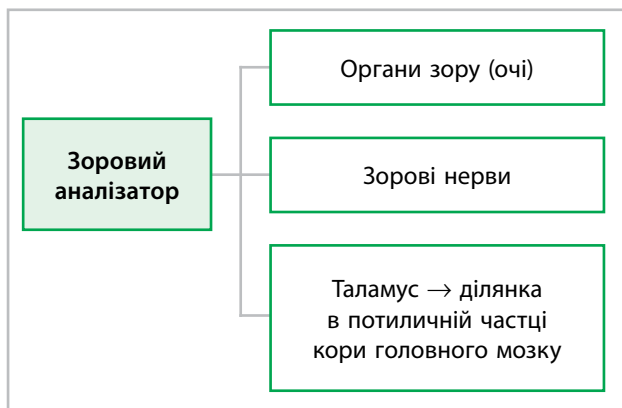 Зоровий
аналізатор
Органи зору (очі)
Зорові нерви
Таламус → ділянка
в потиличній частці
кори головного мозку